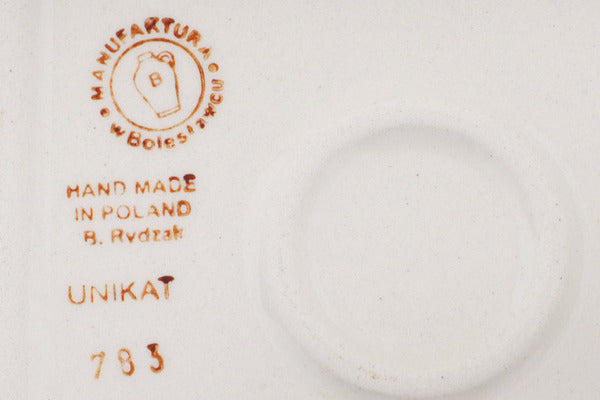 MANUFAKTURA
w Bolesławcu
B
HAND MADE
IN POLAND
B. Rydzak
UNIKAT
783